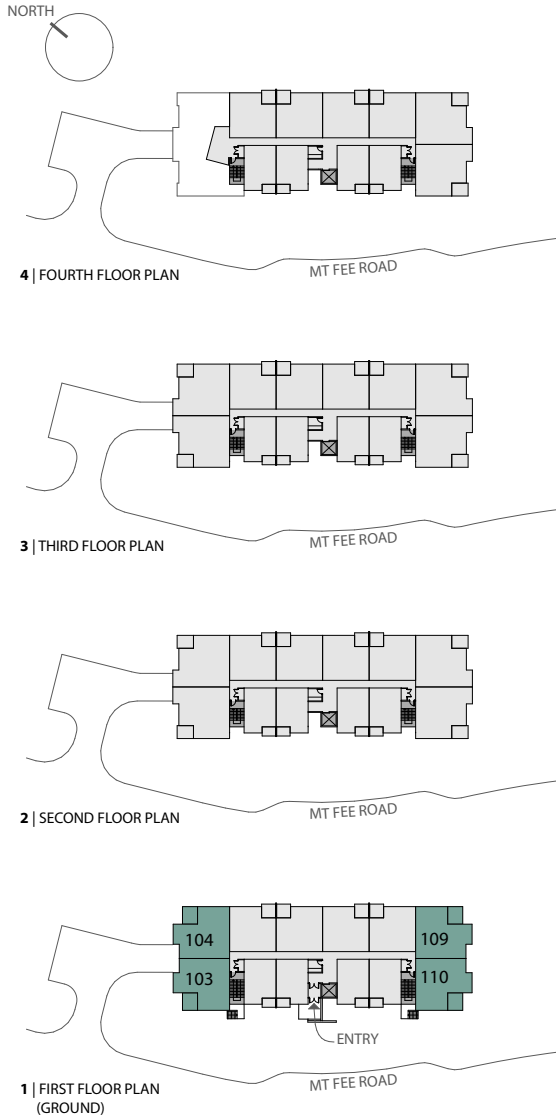 NORTH
MT FEE ROAD
4 | FOURTH FLOOR PLAN
MT FEE ROAD
3 | THIRD FLOOR PLAN
MT FEE ROAD
2 | SECOND FLOOR PLAN
104
109
103
110
ENTRY
MT FEE ROAD
1 | FIRST FLOOR PLAN
(GROUND)